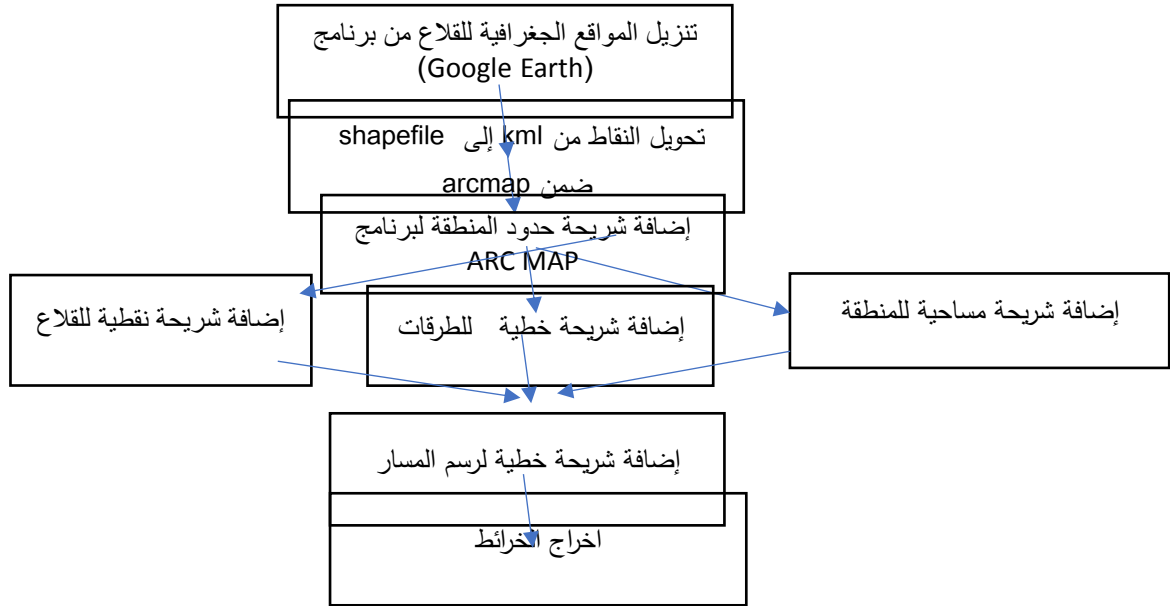 تنزيل المواقع الجغرافية للقلاع من برنامج
(Google Earth)
تحويل النقاط من kml إلى shapefile
ضمن arcmap
إضافة شريحة حدود المنطقة لبرنامج
ARC MAP
إضافة شريحة مساحية للمنطقة
إضافة شريحة خطية للطرقات
إضافة شريحة نقطية للقلاع
إضافة شريحة خطية لرسم المسار
اخراج الخرائط